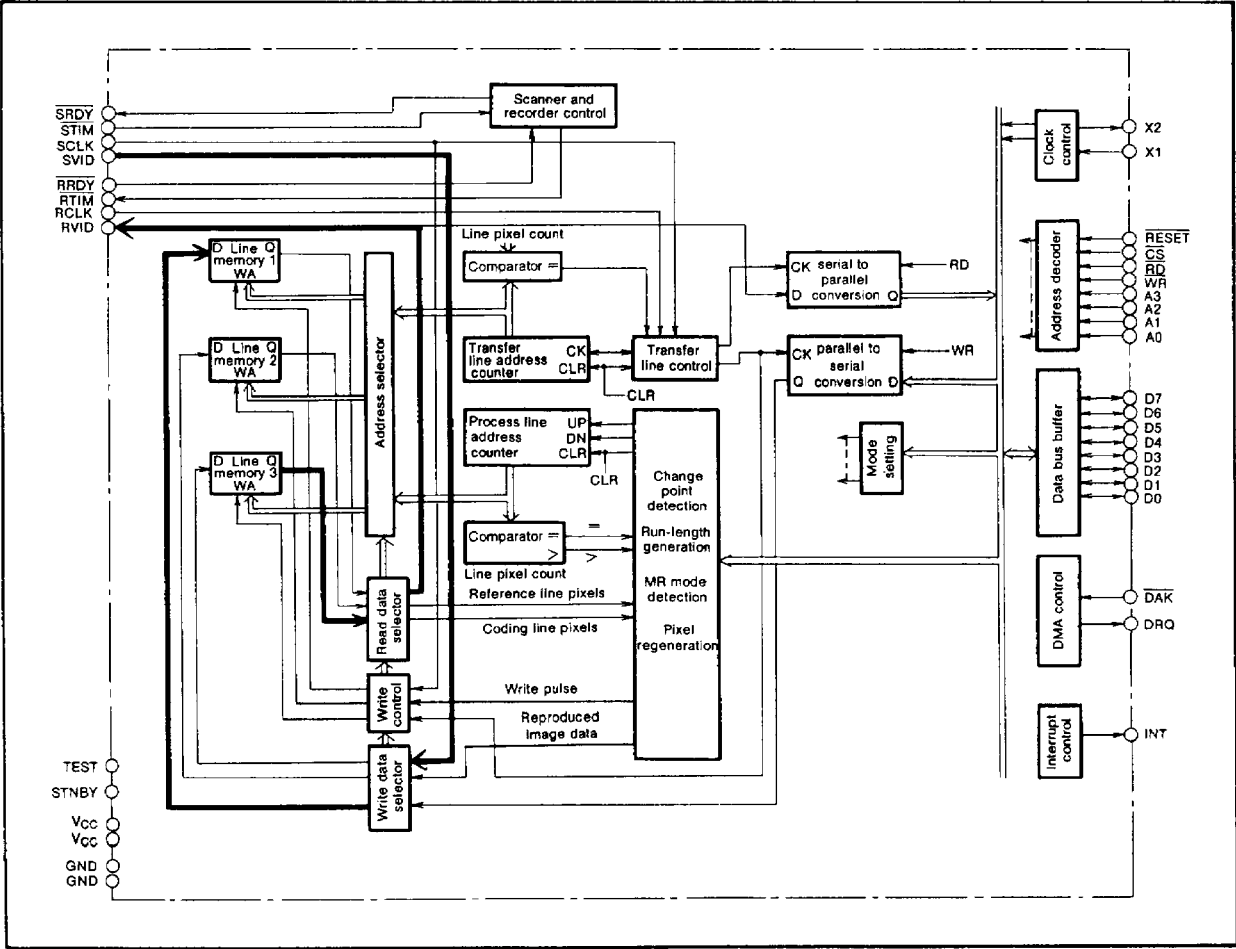 SRDY
STIM
SCLK
SVID
RRDY
RTIM
RCLK
RVID
TEST
STNBY
VCC
VCC
GND
GND
Scanner and
recorder control
D Line Q
memory 1
WA
D Line Q
memory 2
WA
D Line Q
memory 3
WA
Address selector
Read data
selector
Write
control
Write data
selector
Line pixel count
Comparator =
Transfer CK
line address
counter CLR
CLR
Transfer
line control
Process line UP
address DN
counter CLR
CLR
Comparator =
>
=
>
Line pixel count
Reference line pixels
Coding line pixels
Write pulse
Reproduced
image data
Change
point
detection
Run-length
generation
MR mode
detection
Pixel
regeneration
CK serial to
parallel
D conversion Q
RD
CK parallel to
serial
Q conversion D
WR
Mode
setting
Clock
control
Address decoder
Data bus buffer
DMA control
Interrupt
control
X2
X1
RESET
CS
RD
WR
A3
A2
A1
A0
D7
D6
D5
D4
D3
D2
D1
D0
DAK
DRQ
INT